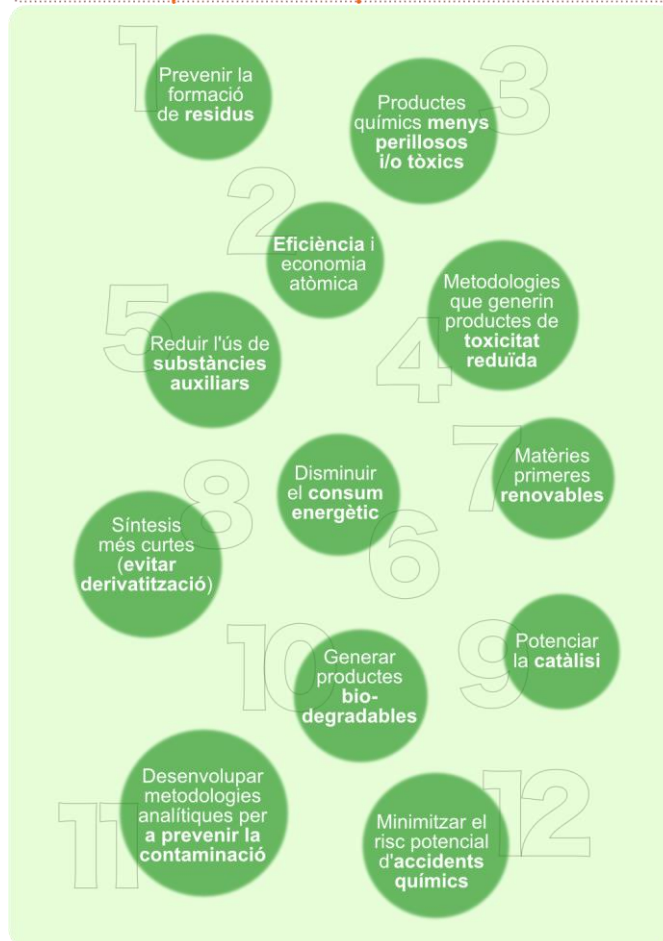 1
Prevenir la
formació
de residus
2
Eficiència i
economia
atòmica
3
Productes
químics menys
perillosos
i/o tòxics
4
Metodologies
que generin
productes de
toxicitat
reduïda
5
Reduir l'ús de
substàncies
auxiliars
6
Disminuir
el consum
energètic
7
Matèries
primeres
renovables
8
Síntesis
més curtes
(evitar
derivatització)
9
Potenciar
la catàlisi
10
Generar
productes
bio-
degradables
11
Desenvolupar
metodologies
analítiques per
a prevenir la
contaminació
12
Minimitzar el
risc potencial
d'accidents
químics